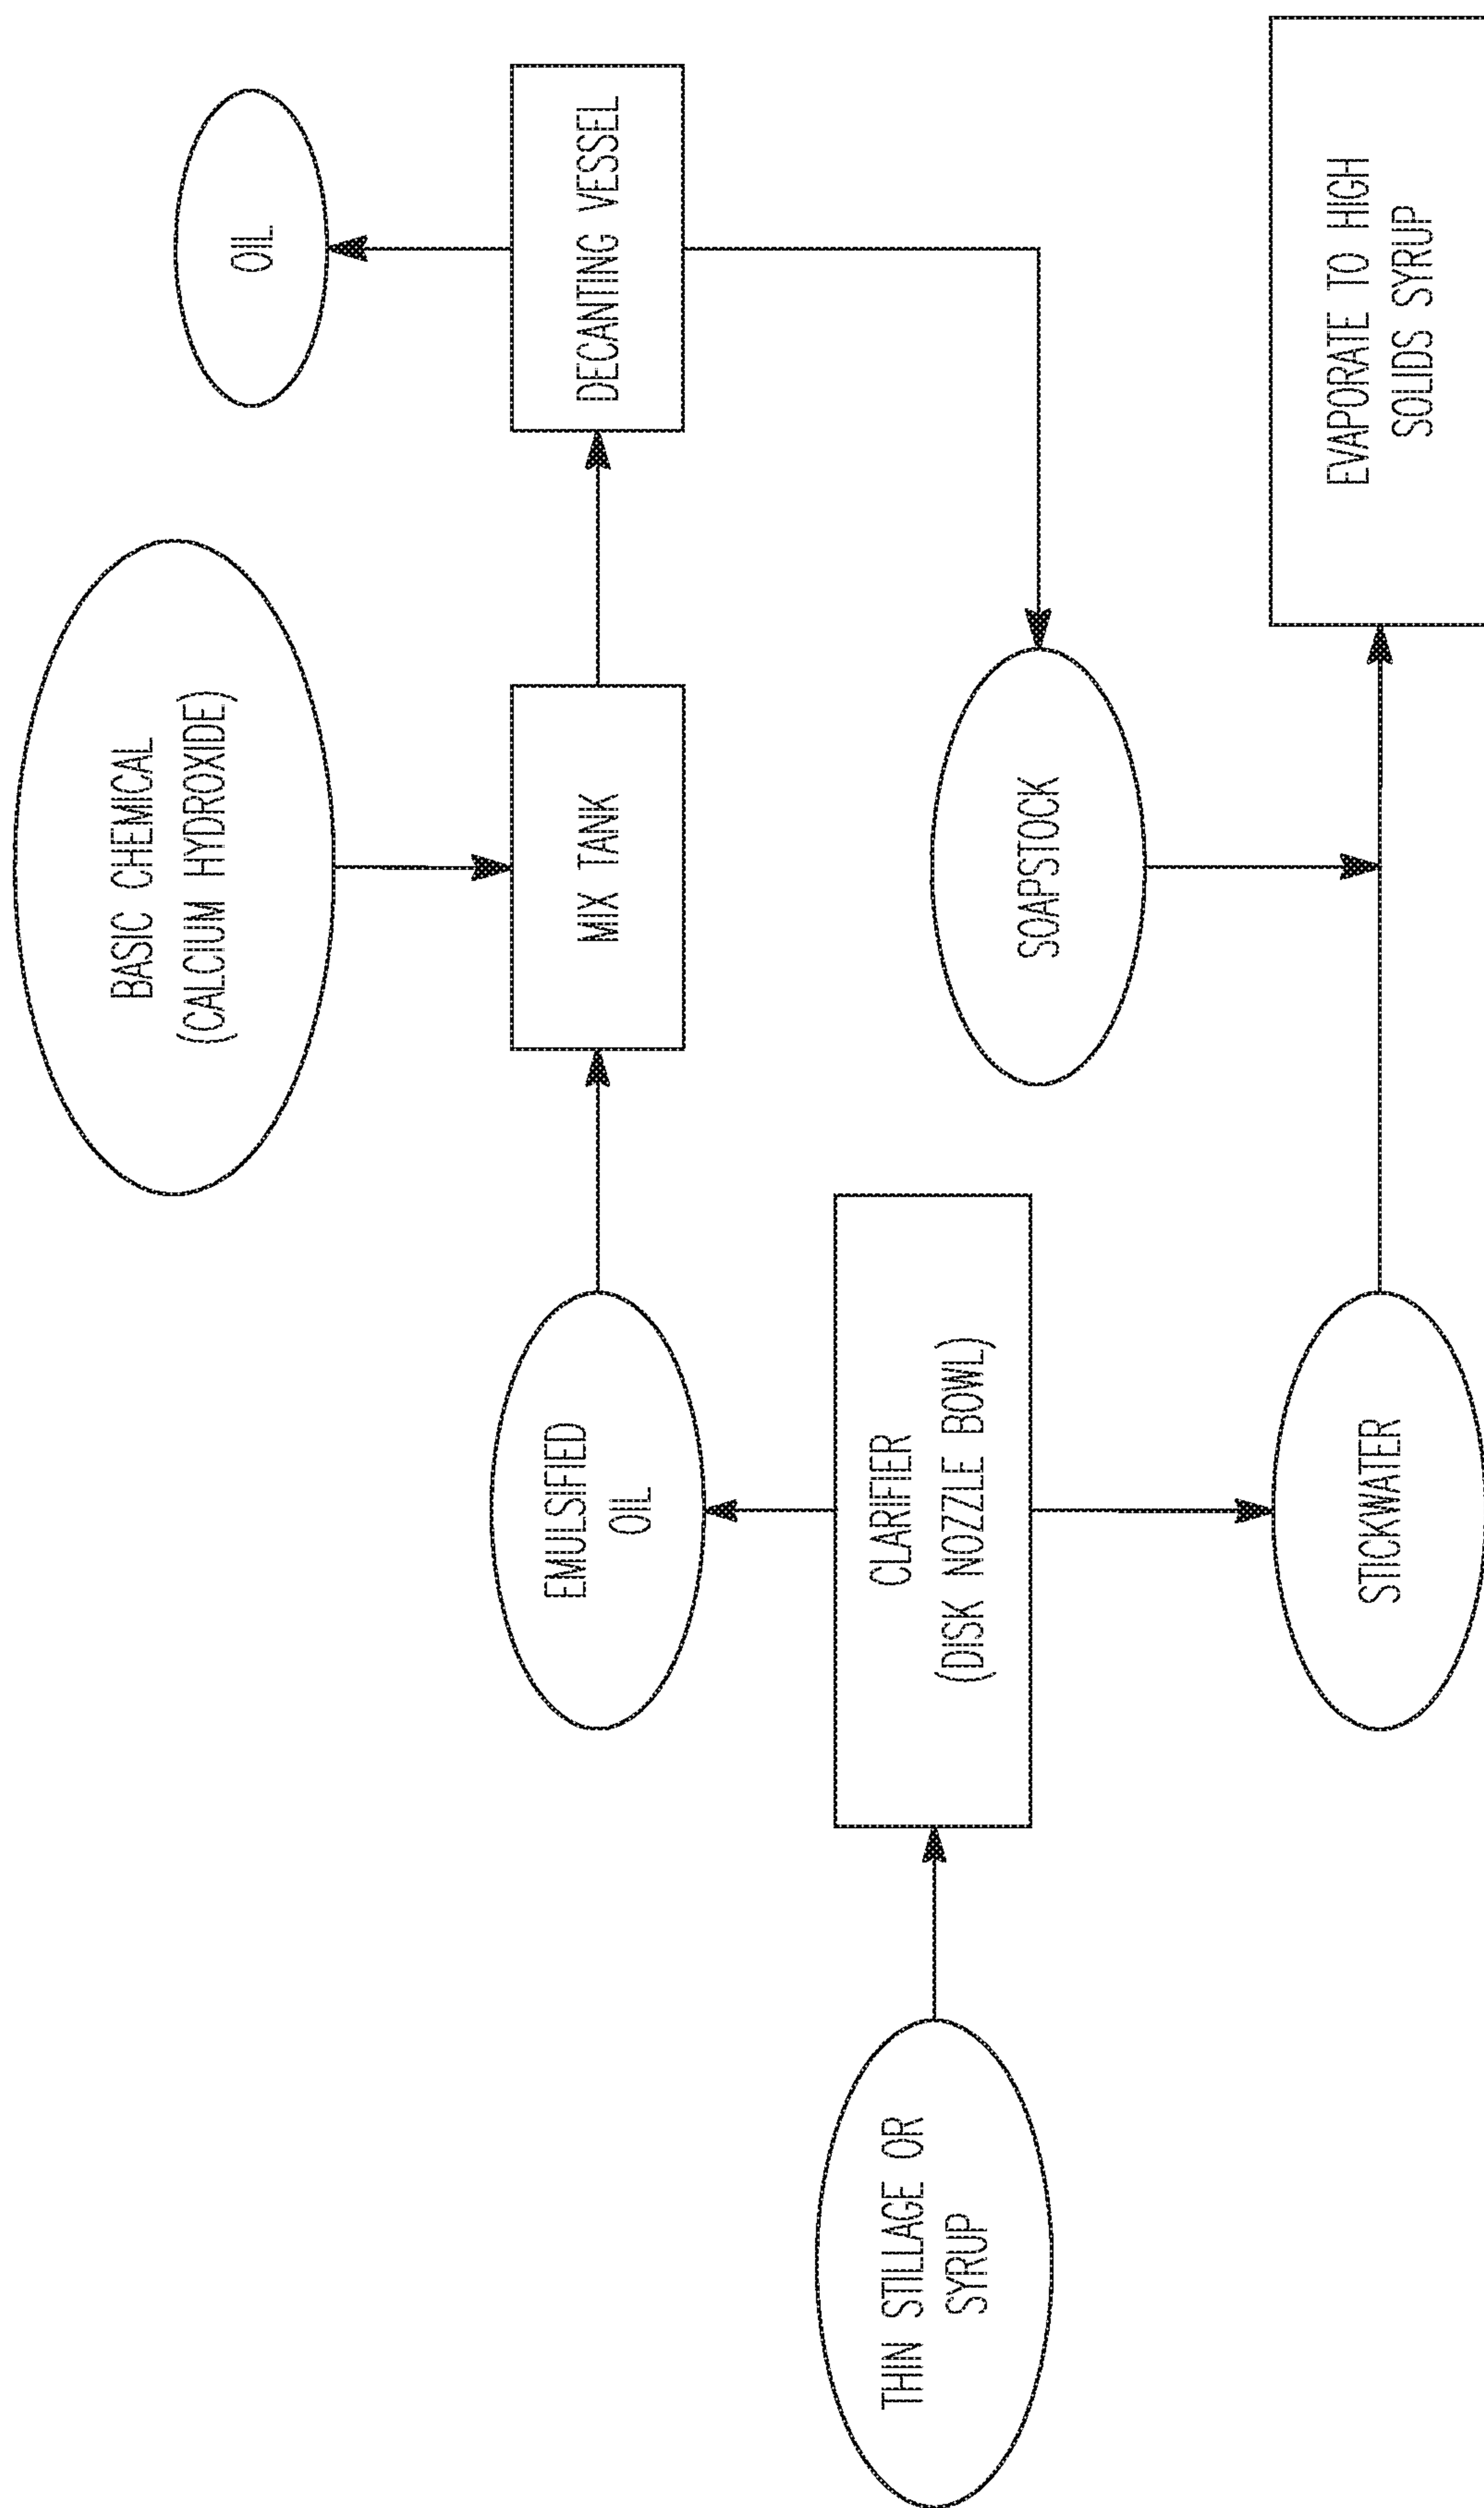 THIN STILLAGE OR
SYRUP
CLARIFIER
(DISK NOZZLE BOWL)
EMULSIFIED
OIL
STICKWATER
BASIC CHEMICAL
(CALCIUM HYDROXIDE)
MIX TANK
SOAPSTOCK
OIL
DECANTING VESSEL
EVAPORATE TO HIGH
SOLIDS SYRUP